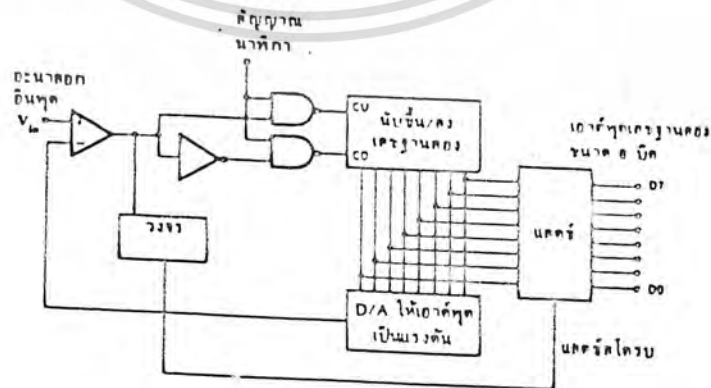 สัญญาณ
นาฬิกา
อะนาลอก
อินพุต
Vin
+
−
CU
นับขึ้น/ลง
เลขฐานสอง
CD
เอาต์พุตเลขฐานสอง
ขนาด 8 บิต
D7
แลตช์
D0
วงจร
D/A ให้เอาต์พุต
เป็นแรงดัน
แลตช์สโตรบ